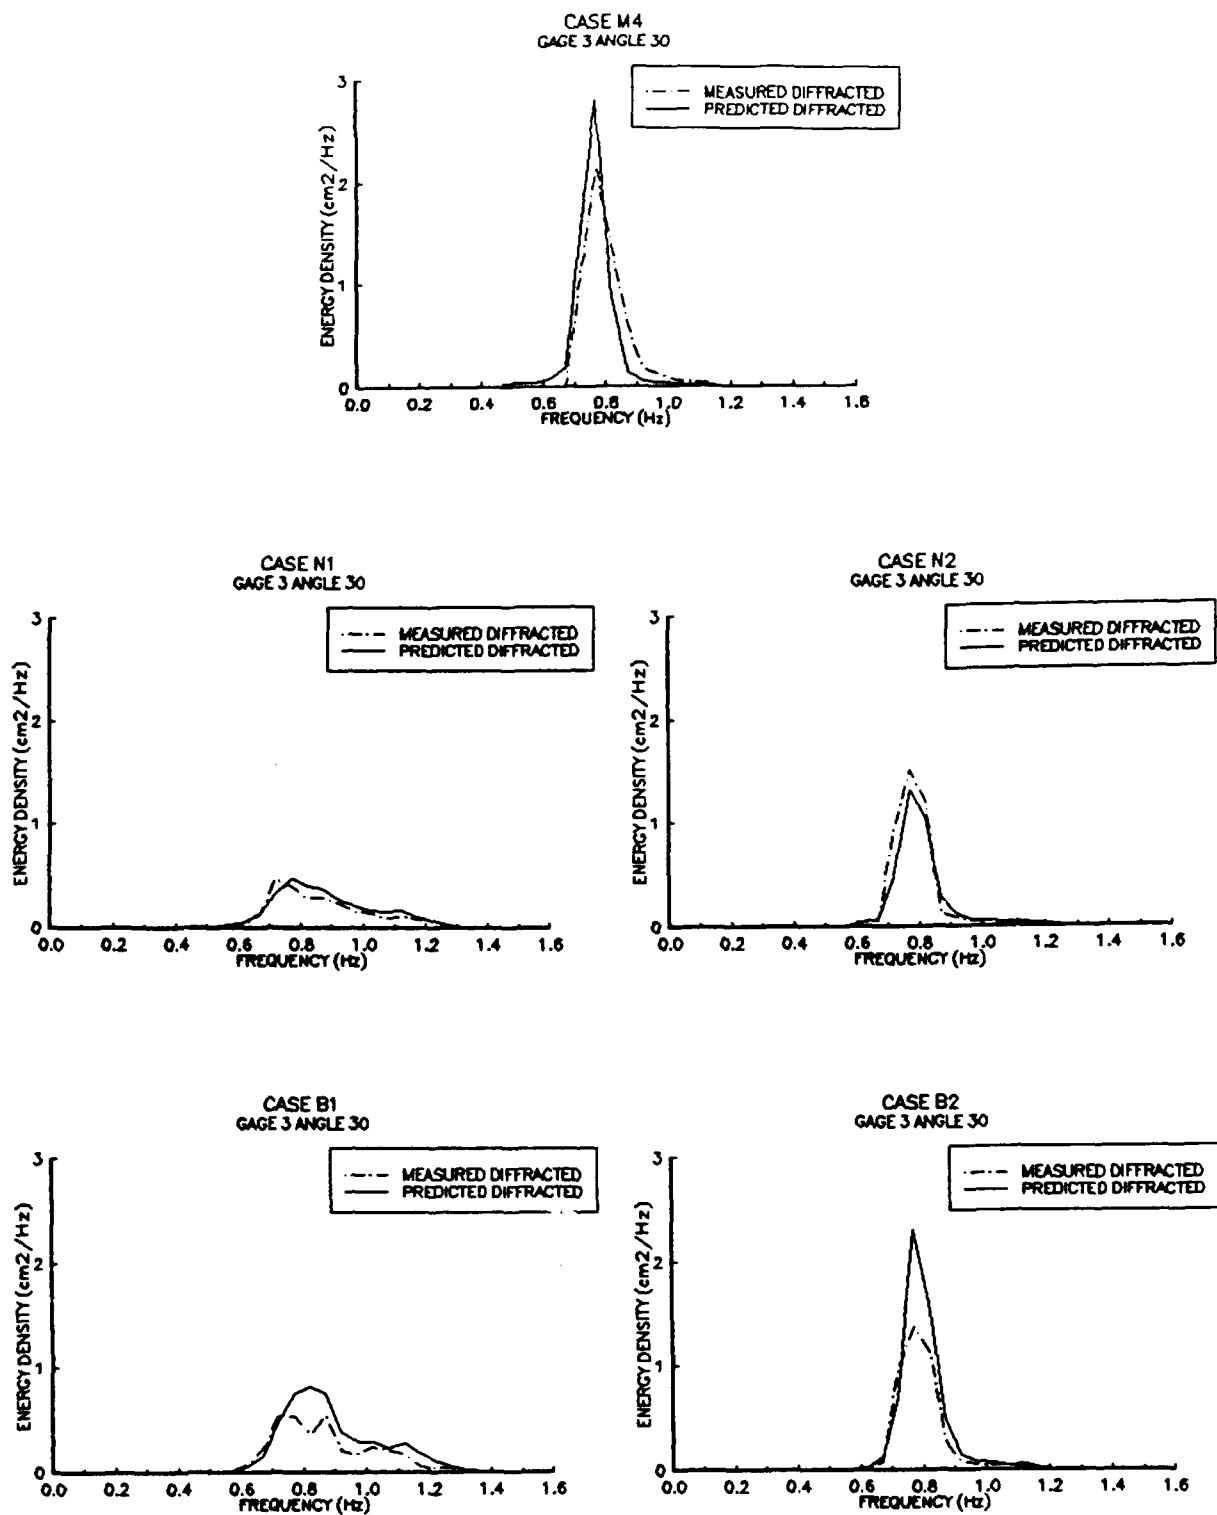 CASE M4
GAGE 3 ANGLE 30
MEASURED DIFFRACTED
PREDICTED DIFFRACTED
ENERGY DENSITY (cm2/Hz)
3
2
1
0
0.0 0.2 0.4 0.6 0.8 1.0 1.2 1.4 1.6
FREQUENCY (Hz)
CASE N1
GAGE 3 ANGLE 30
MEASURED DIFFRACTED
PREDICTED DIFFRACTED
ENERGY DENSITY (cm2/Hz)
3
2
1
0
0.0 0.2 0.4 0.6 0.8 1.0 1.2 1.4 1.6
FREQUENCY (Hz)
CASE N2
GAGE 3 ANGLE 30
MEASURED DIFFRACTED
PREDICTED DIFFRACTED
ENERGY DENSITY (cm2/Hz)
3
2
1
0
0.0 0.2 0.4 0.6 0.8 1.0 1.2 1.4 1.6
FREQUENCY (Hz)
CASE B1
GAGE 3 ANGLE 30
MEASURED DIFFRACTED
PREDICTED DIFFRACTED
ENERGY DENSITY (cm2/Hz)
3
2
1
0
0.0 0.2 0.4 0.6 0.8 1.0 1.2 1.4 1.6
FREQUENCY (Hz)
CASE B2
GAGE 3 ANGLE 30
MEASURED DIFFRACTED
PREDICTED DIFFRACTED
ENERGY DENSITY (cm2/Hz)
3
2
1
0
0.0 0.2 0.4 0.6 0.8 1.0 1.2 1.4 1.6
FREQUENCY (Hz)